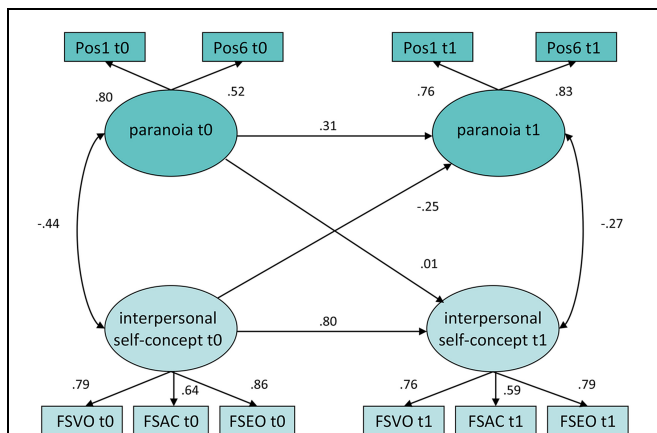 Pos1 t0 Pos6 t0 Pos1 t1 Pos6 t1
.80 .52 .76 .83
paranoia t0 .31 paranoia t1
-.44 -.25 -.27
.01
interpersonal
self-concept t0
.80
interpersonal
self-concept t1
.79 .64 .86 .76 .59 .79
FSVO t0 FSAC t0 FSEO t0 FSVO t1 FSAC t1 FSEO t1